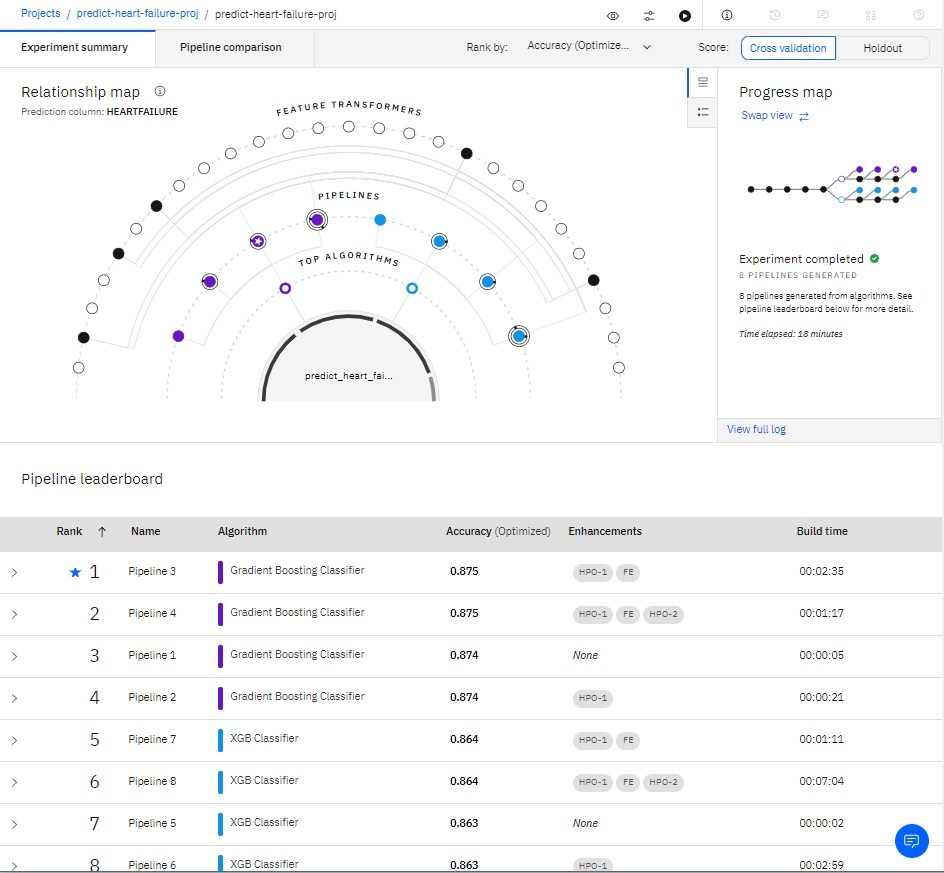 Projects / predict-heart-failure-proj / predict-heart-failure-proj
Experiment summary
Pipeline comparison
Rank by: Accuracy (Optimize...
Score: Cross validation Holdout
Relationship map
Prediction column: HEARTFAILURE
FEATURE TRANSFORMERS
PIPELINES
TOP ALGORITHMS
predict_heart_fai...
Progress map
Swap view
Experiment completed
8 PIPELINES GENERATED
8 pipelines generated from algorithms. See
pipeline leaderboard below for more detail.
Time elapsed: 18 minutes
View full log
Pipeline leaderboard
Rank Name Algorithm Accuracy (Optimized) Enhancements Build time
1 Pipeline 3 Gradient Boosting Classifier 0.875 HPO-1 FE 00:02:35
2 Pipeline 4 Gradient Boosting Classifier 0.875 HPO-1 FE HPO-2 00:01:17
3 Pipeline 1 Gradient Boosting Classifier 0.874 None 00:00:05
4 Pipeline 2 Gradient Boosting Classifier 0.874 HPO-1 00:00:21
5 Pipeline 7 XGB Classifier 0.864 HPO-1 FE 00:01:11
6 Pipeline 8 XGB Classifier 0.864 HPO-1 FE HPO-2 00:07:04
7 Pipeline 5 XGB Classifier 0.863 None 00:00:02
8 Pipeline 6 XGB Classifier 0.863 HPO-1 00:02:59